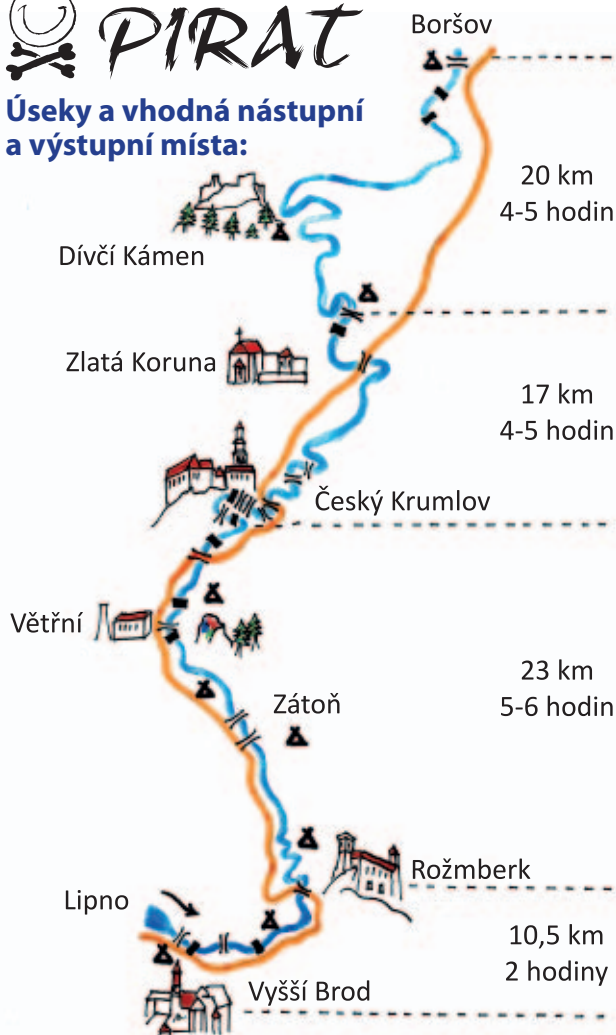 PIRAT
Úseky a vhodná nástupní
a výstupní místa:
Boršov
20 km
4-5 hodin
Dívčí Kámen
Zlatá Koruna
17 km
4-5 hodin
Český Krumlov
Větřní
23 km
5-6 hodin
Zátoň
Rožmberk
Lipno
10,5 km
2 hodiny
Vyšší Brod